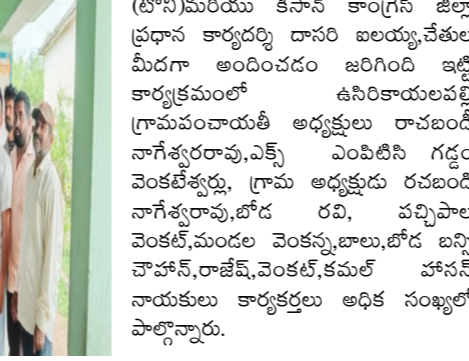 (టోని)మరియు కిసాన్ కాంగ్రెస్ జిల్లా
ప్రధాన కార్యదర్శి దాసరి ఐలయ్య,చేతుల
మీదగా అందించడం జరిగింది ఇట్టి
కార్యక్రమంలో ఉసిరికాయలపల్లి
గ్రామపంచాయతీ అధ్యక్షులు రాచబండి
నాగేశ్వరరావు,ఎక్స్ ఎంపిటిసి గడ్డం
వెంకటేశ్వర్లు, గ్రామ అధ్యక్షుడు రచబండి
నాగేశ్వరావు,బోడ రవి, పచ్చిపాల
వెంకట్,మండల వెంకన్న,బాలు,బోడ బన్సి
చౌహాన్,రాజేష్,వెంకట్,కమల్ హాసన్
నాయకులు కార్యకర్తలు అధిక సంఖ్యలో
పాల్గొన్నారు.